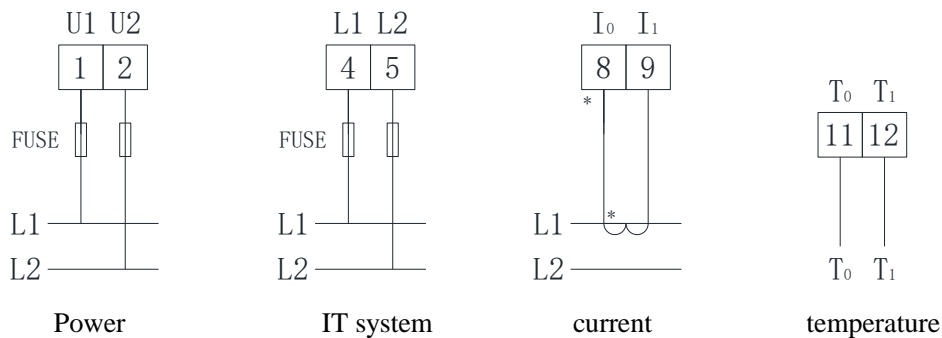 U1 U2
1 2
FUSE
L1
L2
Power
L1 L2
4 5
FUSE
L1
L2
IT system
I0 I1
8 9
*
*
L1
L2
current
T0 T1
11 12
T0 T1
temperature